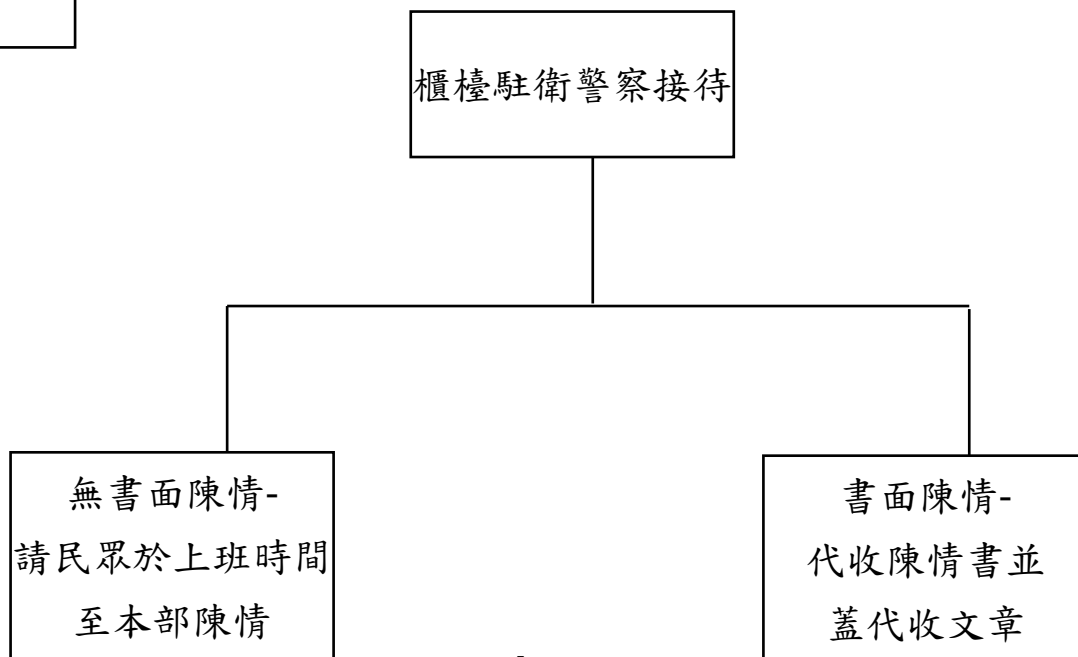 櫃檯駐衛警察接待
無書面陳情-
請民眾於上班時間
至本部陳情
書面陳情-
代收陳情書並
蓋代收文章